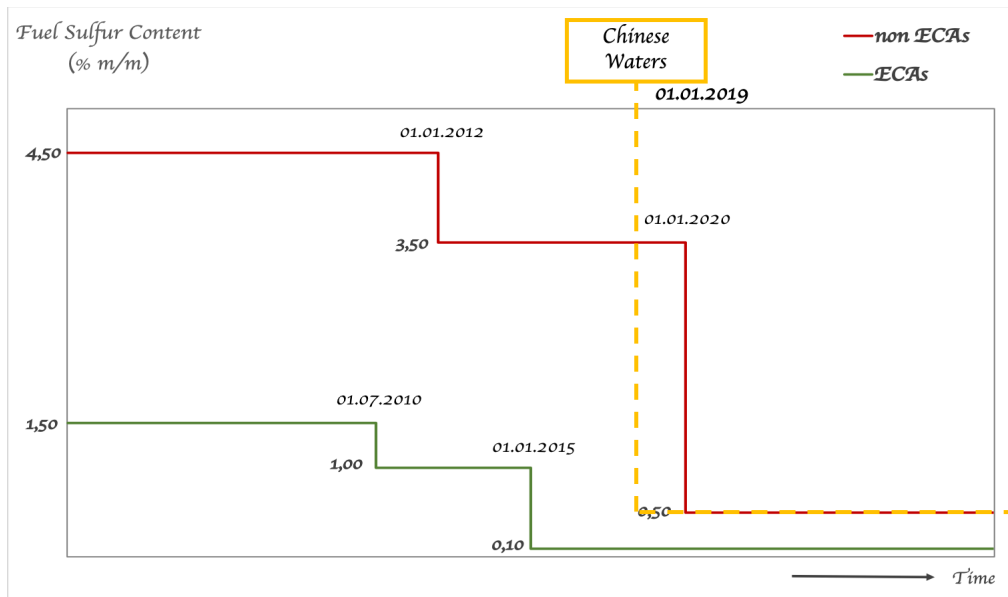 Fuel Sulfur Content
(% m/m)
Chinese
Waters
non ECAs
ECAs
01.01.2019
01.01.2012
4,50
01.01.2020
3,50
01.07.2010
1,50
01.01.2015
1,00
0,50
0,10
Time